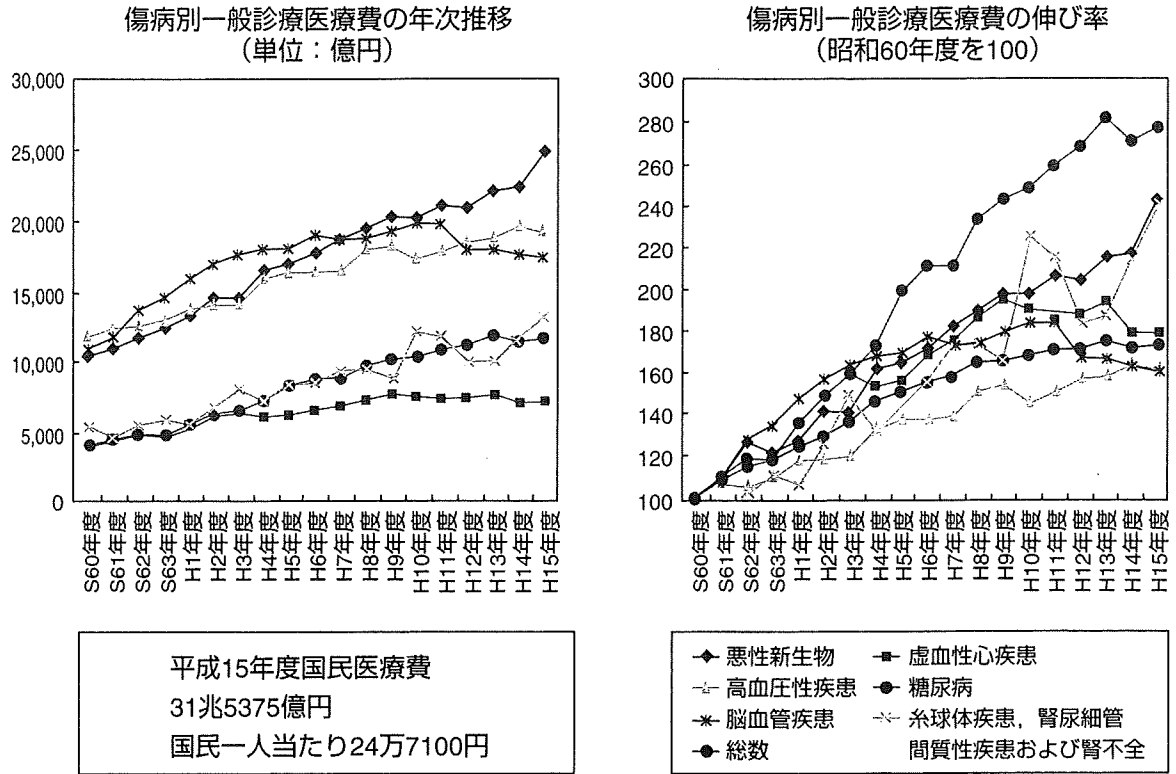 傷病別一般診療医療費の年次推移
(単位:億円)
30,000
25,000
20,000
15,000
10,000
5,000
0
S60年度
S61年度
S62年度
S63年度
H1年度
H2年度
H3年度
H4年度
H5年度
H6年度
H7年度
H8年度
H9年度
H10年度
H11年度
H12年度
H13年度
H14年度
H15年度
傷病別一般診療医療費の伸び率
(昭和60年度を100)
300
280
260
240
220
200
180
160
140
120
100
S60年度
S61年度
S62年度
S63年度
H1年度
H2年度
H3年度
H4年度
H5年度
H6年度
H7年度
H8年度
H9年度
H10年度
H11年度
H12年度
H13年度
H14年度
H15年度
平成15年度国民医療費
31兆5375億円
国民一人当たり24万7100円
悪性新生物
高血圧性疾患
脳血管疾患
総数
虚血性心疾患
糖尿病
糸球体疾患,腎尿細管
間質性疾患および腎不全